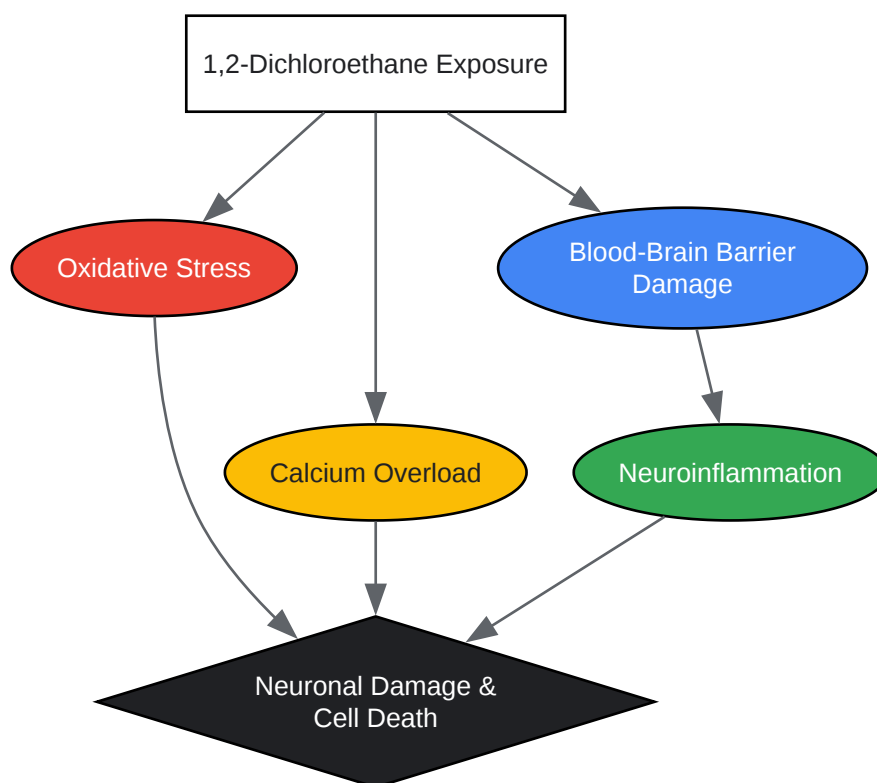 1,2-Dichloroethane Exposure
Oxidative Stress
Blood-Brain Barrier
Damage
Calcium Overload
Neuroinflammation
Neuronal Damage &
Cell Death